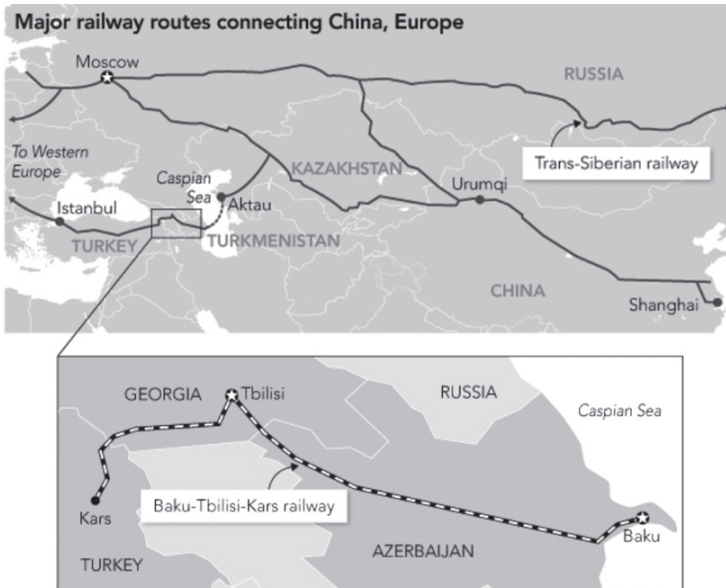 Major railway routes connecting China, Europe
Moscow
RUSSIA
To Western
Europe
Trans-Siberian railway
Caspian
Sea
KAZAKHSTAN
Urumqi
Istanbul
Aktau
TURKEY
TURKMENISTAN
CHINA
Shanghai
GEORGIA
Tbilisi
RUSSIA
Caspian Sea
Baku-Tbilisi-Kars railway
Kars
Baku
AZERBAIJAN
TURKEY